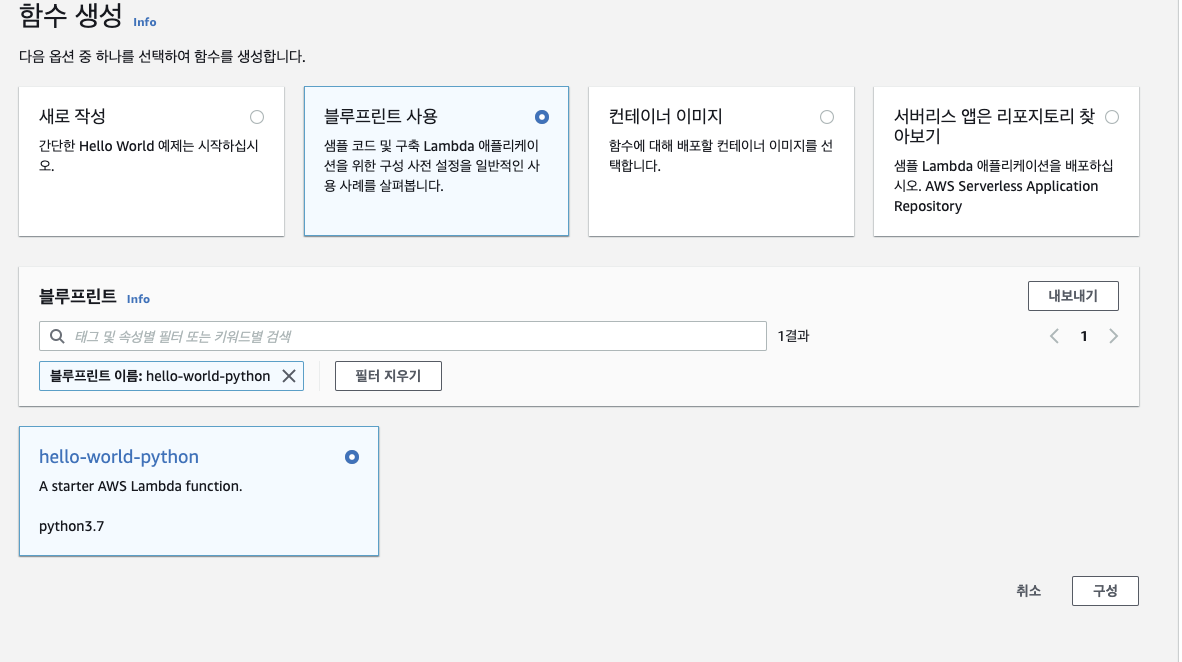 함수 생성 Info
다음 옵션 중 하나를 선택하여 함수를 생성합니다.
새로 작성
간단한 Hello World 예제는 시작하십시
오.
블루프린트 사용
샘플 코드 및 구축 Lambda 애플리케이
션을 위한 구성 사전 설정을 일반적인 사
용 사례를 살펴봅니다.
컨테이너 이미지
함수에 대해 배포할 컨테이너 이미지를 선
택합니다.
서버리스 앱은 리포지토리 찾
아보기
샘플 Lambda 애플리케이션을 배포하십
시오. AWS Serverless Application
Repository
블루프린트 Info
내보내기
태그 및 속성별 필터 또는 키워드별 검색
1결과
1
블루프린트 이름: hello-world-python
필터 지우기
hello-world-python
A starter AWS Lambda function.
python3.7
취소
구성